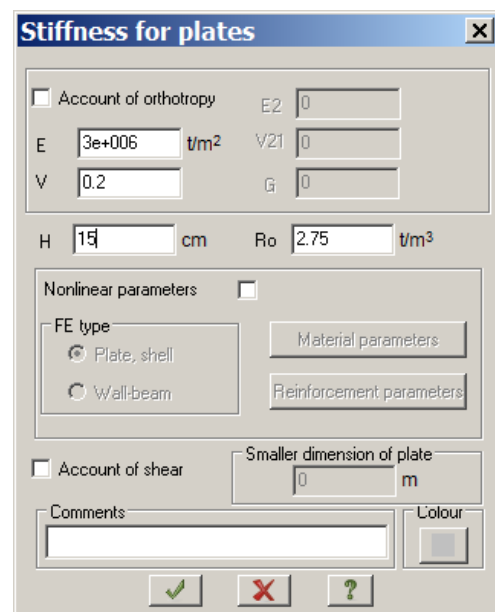 Stiffness for plates
Account of orthotropy
E2 0
E 3e+006 t/m²
V21 0
V 0.2
G 0
H 15 cm Ro 2.75 t/m³
Nonlinear parameters
FE type
Plate, shell
Material parameters
Wall-beam
Reinforcement parameters
Account of shear
Smaller dimension of plate
0 m
Comments
Colour
?